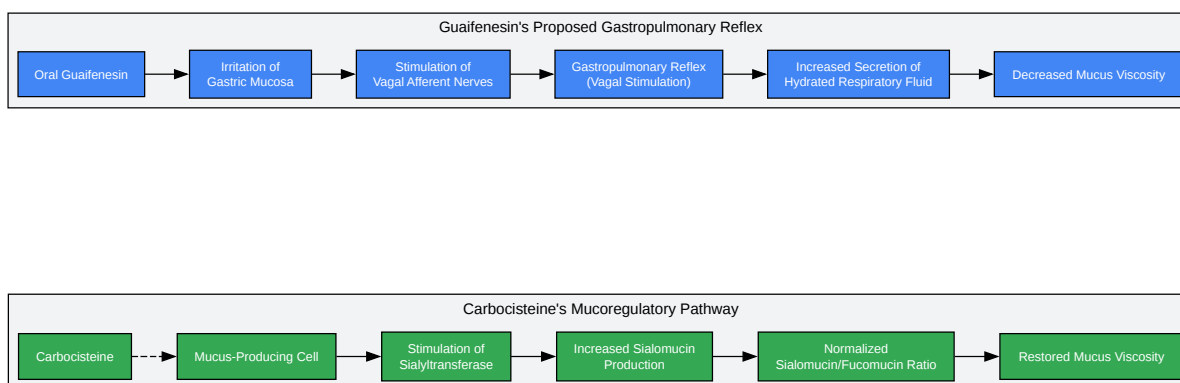 Guaifenesin's Proposed Gastropulmonary Reflex
Oral Guaifenesin
Irritation of
Gastric Mucosa
Stimulation of
Vagal Afferent Nerves
Gastropulmonary Reflex
(Vagal Stimulation)
Increased Secretion of
Hydrated Respiratory Fluid
Decreased Mucus Viscosity
Carbocisteine's Mucoregulatory Pathway
Carbocisteine
Mucus-Producing Cell
Stimulation of
Sialyltransferase
Increased Sialomucin
Production
Normalized
Sialomucin/Fucomucin Ratio
Restored Mucus Viscosity